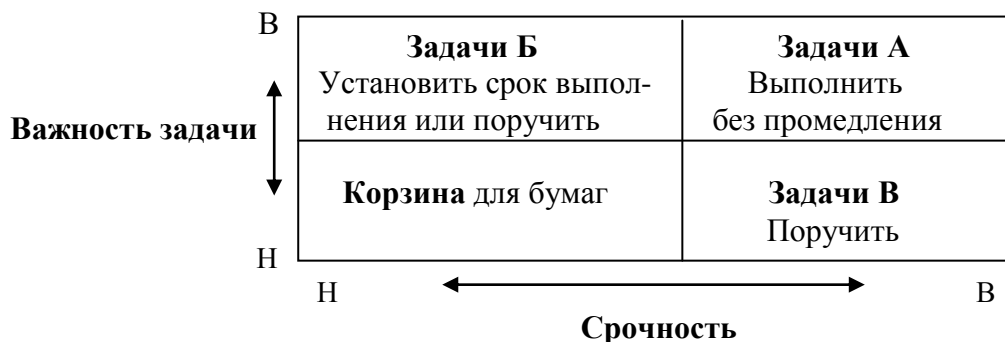 В
Задачи Б
Установить срок выпол-
нения или поручить
Задачи А
Выполнить
без промедления
Важность задачи
Корзина для бумаг
Задачи В
Поручить
Н
Н
В
Срочность